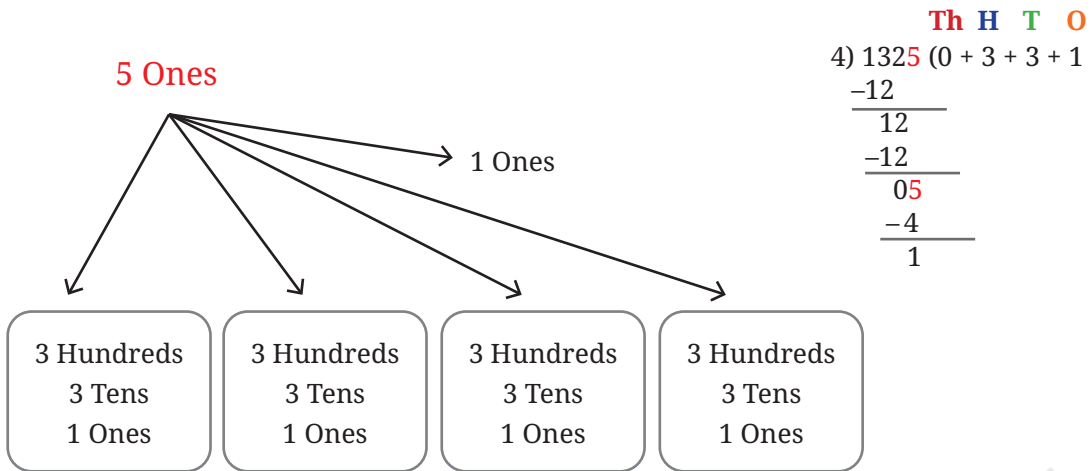 Th H T O
5 Ones
4) 1325 (0 + 3 + 3 + 1
–12
12
–12
1 Ones
05
–4
1
3 Hundreds 3 Hundreds 3 Hundreds 3 Hundreds
3 Tens 3 Tens 3 Tens 3 Tens
1 Ones 1 Ones 1 Ones 1 Ones